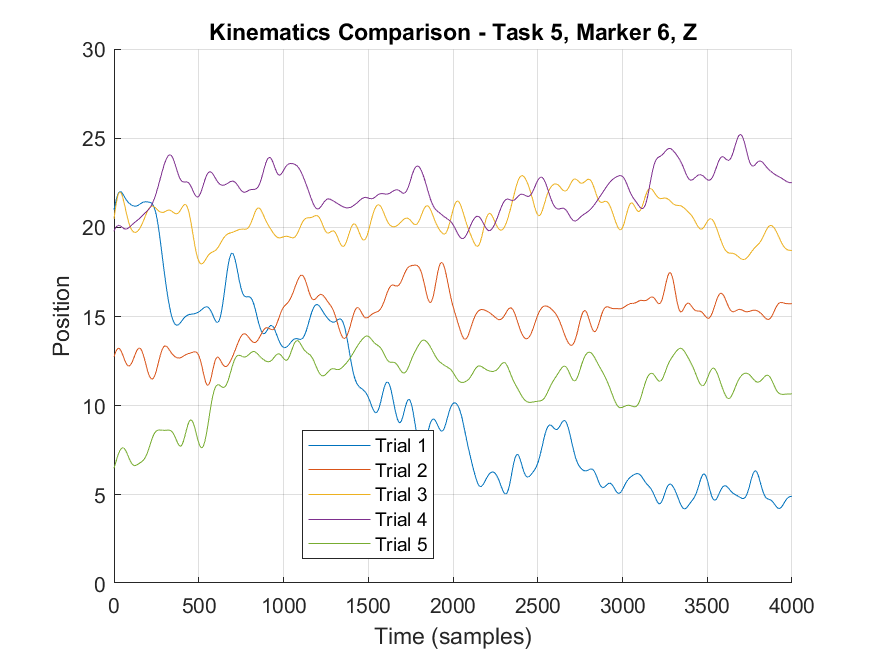 Kinematics Comparison - Task 5, Marker 6, Z
30
25
20
15
10
5
0
Position
Trial 1
Trial 2
Trial 3
Trial 4
Trial 5
0 500 1000 1500 2000 2500 3000 3500 4000
Time (samples)